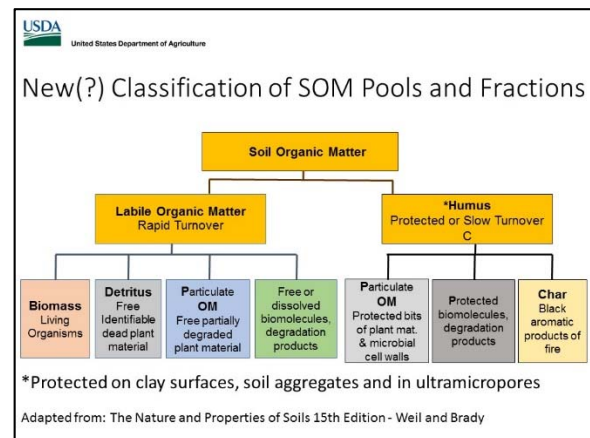 USDA
United States Department of Agriculture
New(?) Classification of SOM Pools and Fractions
Soil Organic Matter
Labile Organic Matter
Rapid Turnover
*Humus
Protected or Slow Turnover
C
Biomass
Living
Organisms
Detritus
Free
Identifiable
dead plant
material
Particulate
OM
Free partially
degraded
plant material
Free or
dissolved
biomolecules,
degradation
products
Particulate
OM
Protected bits
of plant mat.
& microbial
cell walls
Protected
biomolecules,
degradation
products
Char
Black
aromatic
products of
fire
*Protected on clay surfaces, soil aggregates and in ultramicropores
Adapted from: The Nature and Properties of Soils 15th Edition - Weil and Brady